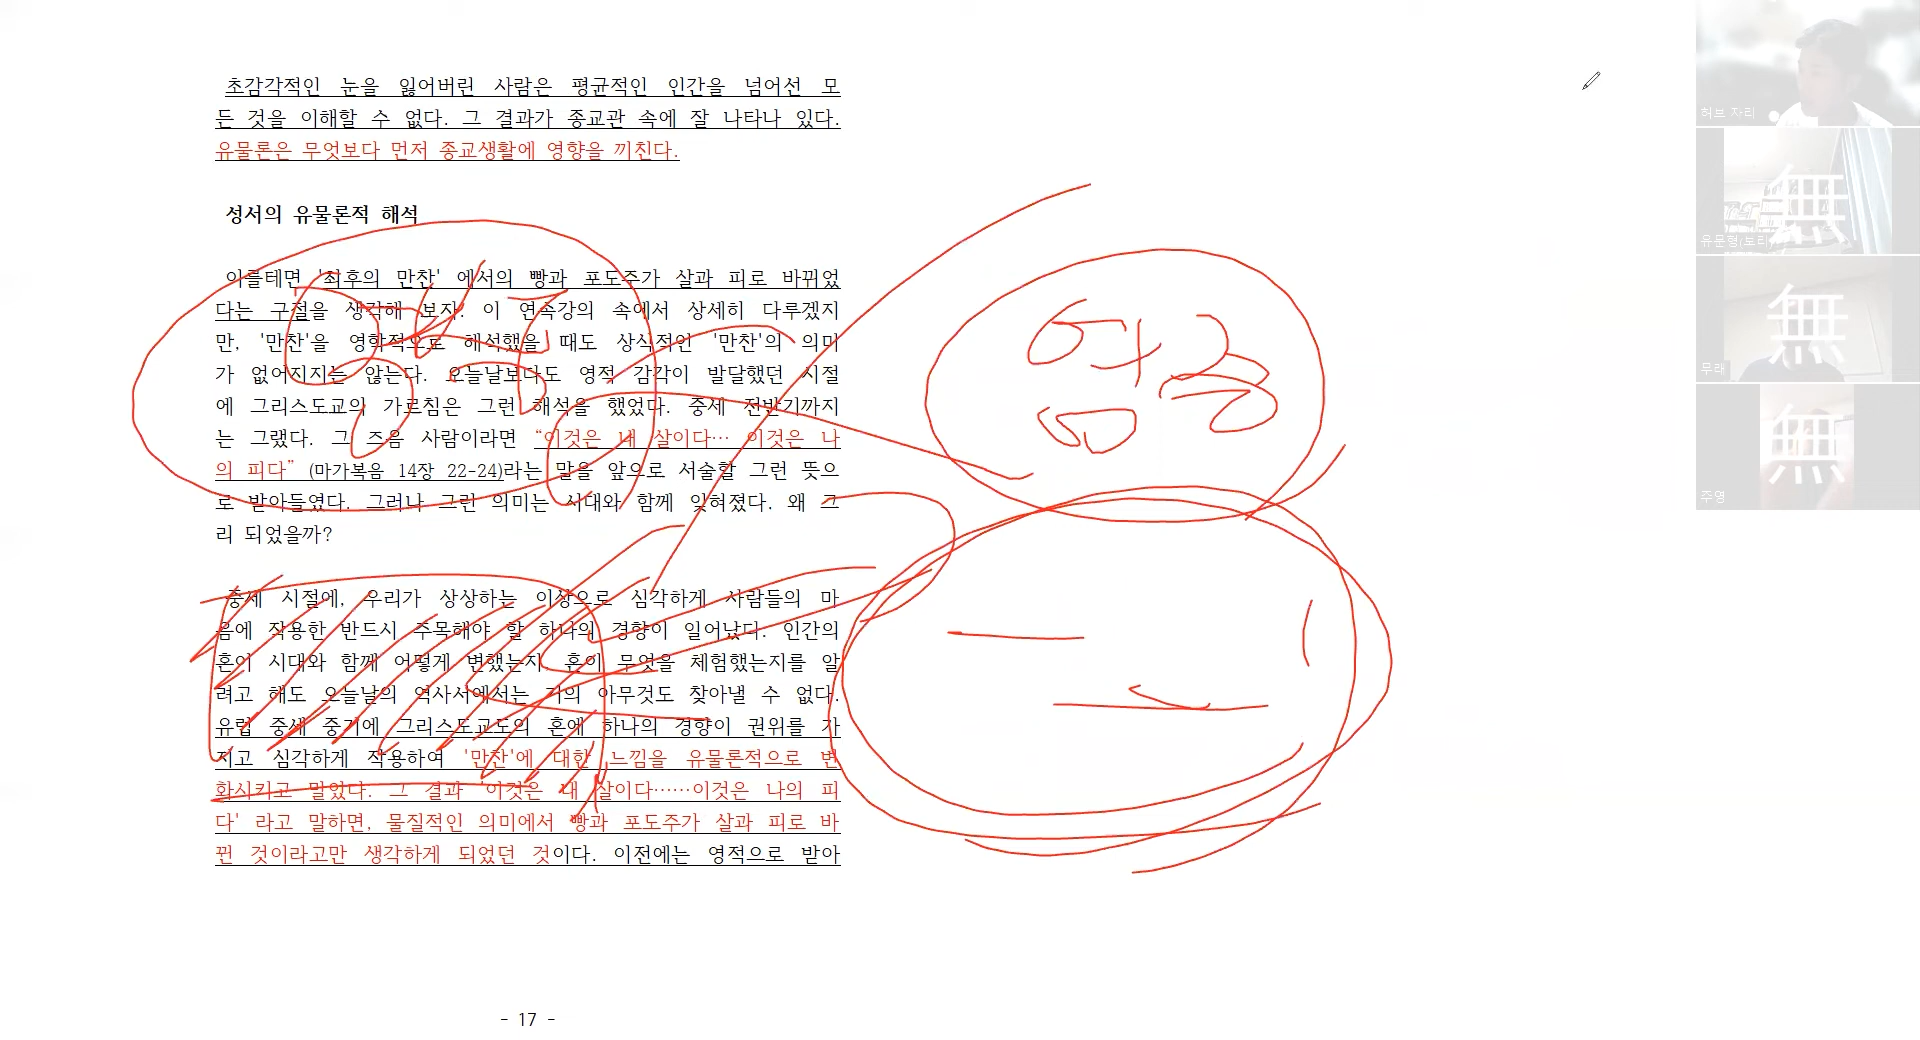 초감각적인 눈을 잃어버린 사람은 평균적인 인간을 넘어선 모
든 것을 이해할 수 없다. 그 결과가 종교관 속에 잘 나타나 있다.
유물론은 무엇보다 먼저 종교생활에 영향을 끼친다.
성서의 유물론적 해석
이를테면 '최후의 만찬' 에서의 빵과 포도주가 살과 피로 바뀌었
다는 구절을 생각해 보자. 이 연속강의 속에서 상세히 다루겠지
만, '만찬'을 영학적으로 해석했을 때도 상식적인 '만찬'의 의미
가 없어지지는 않는다. 오늘날보다도 영적 감각이 발달했던 시절
에 그리스도교의 가르침은 그런 해석을 했었다. 중세 전반기까지
는 그랬다. 그 즈음 사람이라면 “이것은 내 살이다… 이것은 나
의 피다” (마가복음 14장 22-24)라는 말을 앞으로 서술할 그런 뜻으
로 받아들였다. 그러나 그런 의미는 시대와 함께 잊혀졌다. 왜 그
리 되었을까?
중세 시절에, 우리가 상상하는 이상으로 심각하게 사람들의 마
음에 작용한 반드시 주목해야 할 하나의 경향이 일어났다. 인간의
혼이 시대와 함께 어떻게 변했는지, 혼이 무엇을 체험했는지를 알
려고 해도 오늘날의 역사서에서는 거의 아무것도 찾아낼 수 없다.
유럽 중세 중기에 그리스도교도의 혼에 하나의 경향이 권위를 가
지고 심각하게 작용하여 '만찬'에 대한 느낌을 유물론적으로 변
화시키고 말았다. 그 결과 '이것은 내 살이다……이것은 나의 피
다' 라고 말하면, 물질적인 의미에서 빵과 포도주가 살과 피로 바
뀐 것이라고만 생각하게 되었던 것이다. 이전에는 영적으로 받아
- 17 -
허브 자리
無
유문형(보리)
無
무래
無
주영